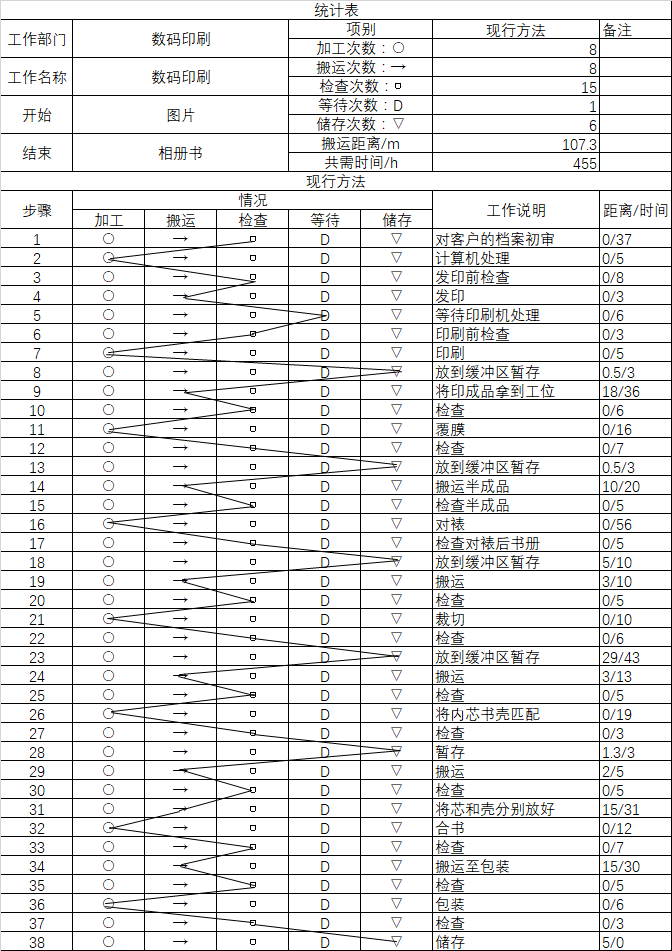 统计表
工作部门 数码印刷 项别 现行方法 备注
加工次数：○ 8
工作名称 数码印刷 搬运次数：→ 8
检查次数：▫ 15
开始 图片 等待次数：D 1
储存次数：▽ 6
结束 相册书 搬运距离/m 107.3
共需时间/h 455
现行方法
步骤 情况 工作说明 距离/时间
加工 搬运 检查 等待 储存
1 ○ → ▫ D ▽ 对客户的档案初审 0/37
2 ○ → ▫ D ▽ 计算机处理 0/5
3 ○ → ▫ D ▽ 发印前检查 0/8
4 ○ → ▫ D ▽ 发印 0/3
5 ○ → ▫ D ▽ 等待印刷机处理 0/6
6 ○ → ▫ D ▽ 印刷前检查 0/3
7 ○ → ▫ D ▽ 印刷 0/5
8 ○ → ▫ D ▽ 放到缓冲区暂存 0.5/3
9 ○ → ▫ D ▽ 将印成品拿到工位 18/36
10 ○ → ▫ D ▽ 检查 0/6
11 ○ → ▫ D ▽ 覆膜 0/16
12 ○ → ▫ D ▽ 检查 0/7
13 ○ → ▫ D ▽ 放到缓冲区暂存 0.5/3
14 ○ → ▫ D ▽ 搬运半成品 10/20
15 ○ → ▫ D ▽ 检查半成品 0/5
16 ○ → ▫ D ▽ 对裱 0/56
17 ○ → ▫ D ▽ 检查对裱后书册 0/5
18 ○ → ▫ D ▽ 放到缓冲区暂存 5/10
19 ○ → ▫ D ▽ 搬运 3/10
20 ○ → ▫ D ▽ 检查 0/5
21 ○ → ▫ D ▽ 裁切 0/10
22 ○ → ▫ D ▽ 检查 0/6
23 ○ → ▫ D ▽ 放到缓冲区暂存 29/43
24 ○ → ▫ D ▽ 搬运 3/13
25 ○ → ▫ D ▽ 检查 0/5
26 ○ → ▫ D ▽ 将内芯书壳匹配 0/19
27 ○ → ▫ D ▽ 检查 0/3
28 ○ → ▫ D ▽ 暂存 1.3/3
29 ○ → ▫ D ▽ 搬运 2/5
30 ○ → ▫ D ▽ 检查 0/5
31 ○ → ▫ D ▽ 将芯和壳分别放好 15/31
32 ○ → ▫ D ▽ 合书 0/12
33 ○ → ▫ D ▽ 检查 0/7
34 ○ → ▫ D ▽ 搬运至包装 15/30
35 ○ → ▫ D ▽ 检查 0/5
36 ○ → ▫ D ▽ 包装 0/6
37 ○ → ▫ D ▽ 检查 0/3
38 ○ → ▫ D ▽ 储存 5/0